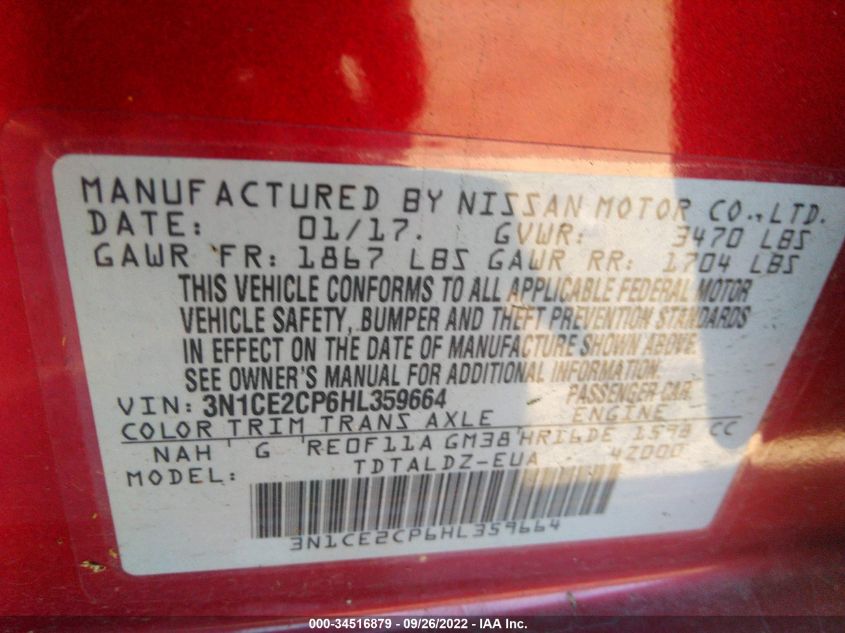 MANUFACTURED BY NISSAN MOTOR CO., LTD.
DATE: 01/17. GVWR: 3470 LBS
GAWR FR: 1867 LBS GAWR RR: 1704 LBS
THIS VEHICLE CONFORMS TO ALL APPLICABLE FEDERAL MOTOR
VEHICLE SAFETY, BUMPER AND THEFT PREVENTION STANDARDS
IN EFFECT ON THE DATE OF MANUFACTURE SHOWN ABOVE.
SEE OWNER'S MANUAL FOR ADDITIONAL INFORMATION.
VIN: 3N1CE2CP6HL359664 PASSENGER CAR
COLOR TRIM TRANS AXLE ENGINE
NAH G RE0F11A GM38 HR16DE 1598 CC
MODEL: TDTALDZ-EUA 4Z000
3N1CE2CP6HL359664
000-34516879 - 09/26/2022 - IAA Inc.